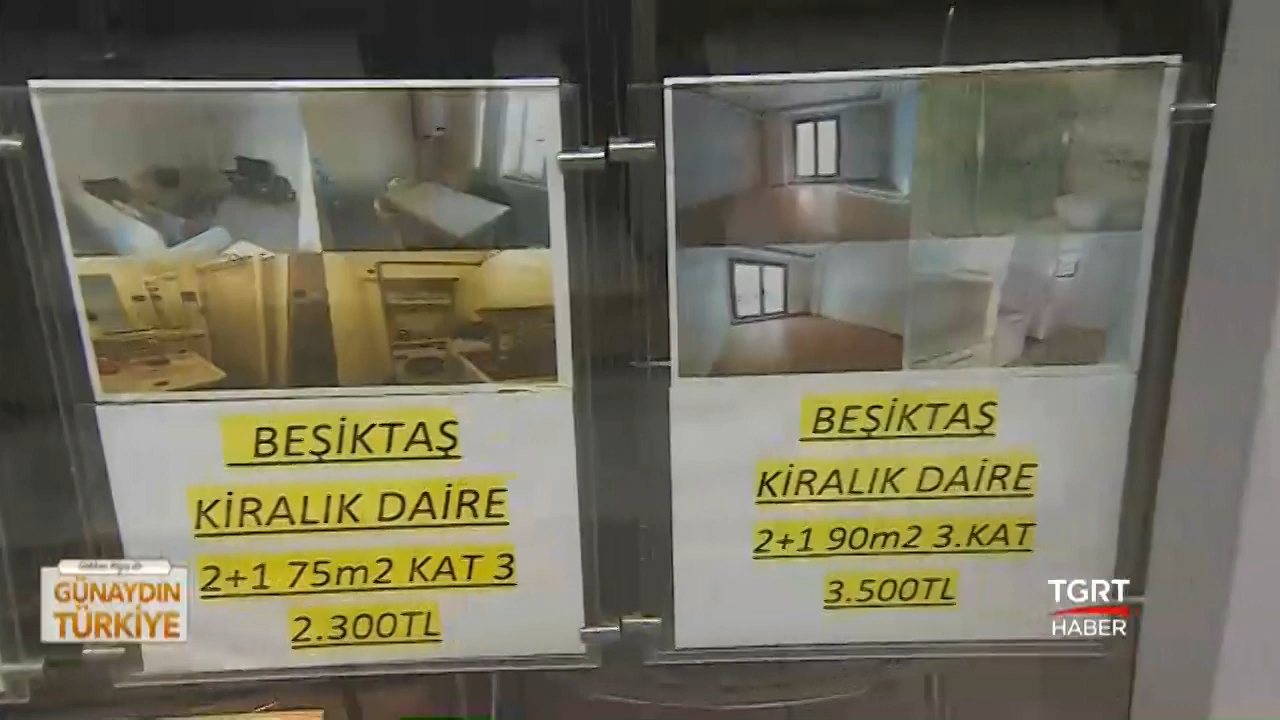 BEŞİKTAŞ
KİRALIK DAİRE
2+1 75m2 KAT 3
2.300TL
BEŞİKTAŞ
KİRALIK DAİRE
2+1 90m2 3.KAT
3.500TL
GÜNAYDIN
TÜRKİYE
TGRT
HABER